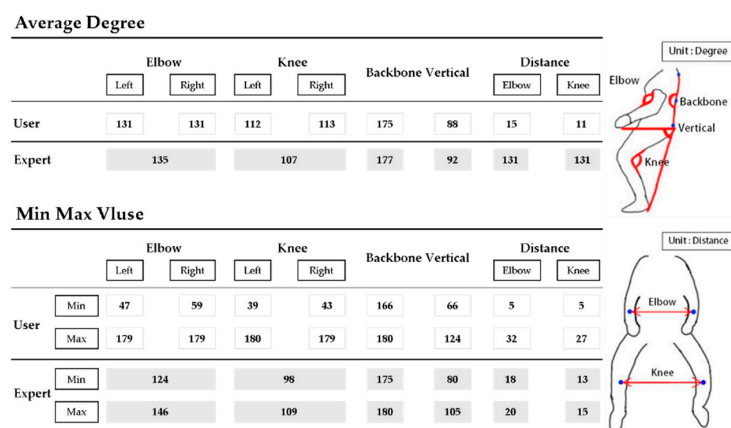 Average Degree
Elbow Knee Backbone Vertical Distance
Left Right Left Right Elbow Knee
User 131 131 112 113 175 88 15 11
Expert 135 107 177 92 131 131
Unit : Degree
Elbow
Backbone
Vertical
Knee
Min Max Vluse
Elbow Knee Backbone Vertical Distance
Left Right Left Right Elbow Knee
User
Min 47 59 39 43 166 66 5 5
Max 179 179 180 179 180 124 32 27
Expert
Min 124 98 175 80 18 13
Max 146 109 180 105 20 15
Unit : Distance
Elbow
Knee